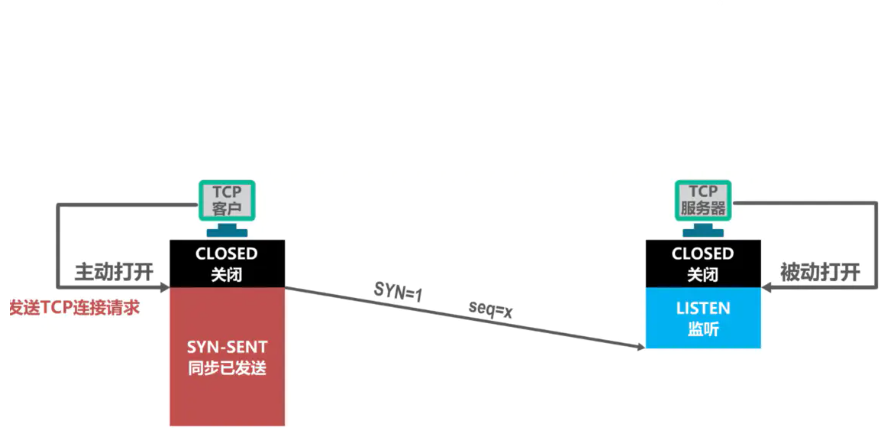 TCP
客户
TCP
服务器
主动打开
CLOSED
关闭
CLOSED
关闭
被动打开
发送TCP连接请求
SYN=1
seq=x
LISTEN
监听
SYN-SENT
同步已发送